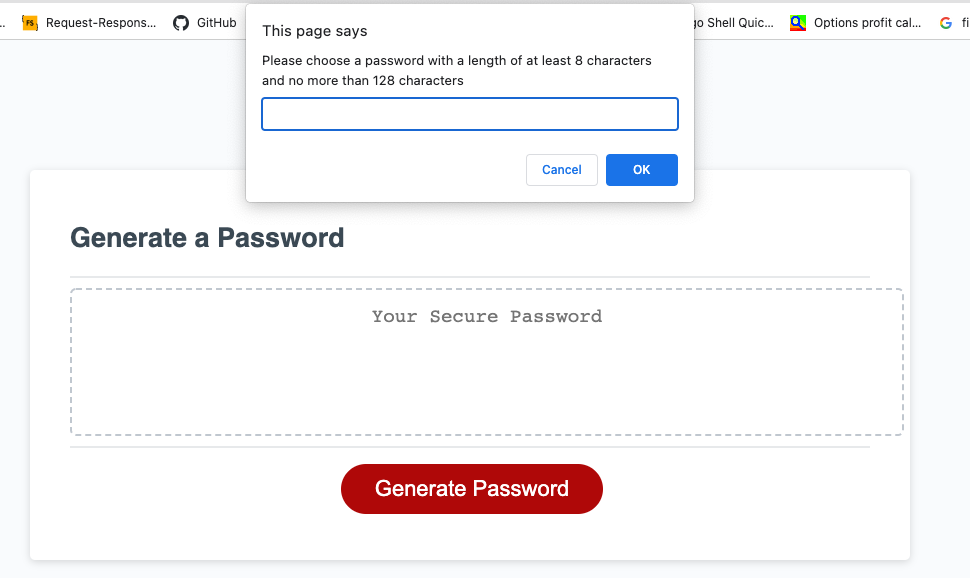 .. Request-Respons... GitHub go Shell Quic... Options profit cal... fi
This page says
Please choose a password with a length of at least 8 characters
and no more than 128 characters
Cancel OK
Generate a Password
Your Secure Password
Generate Password